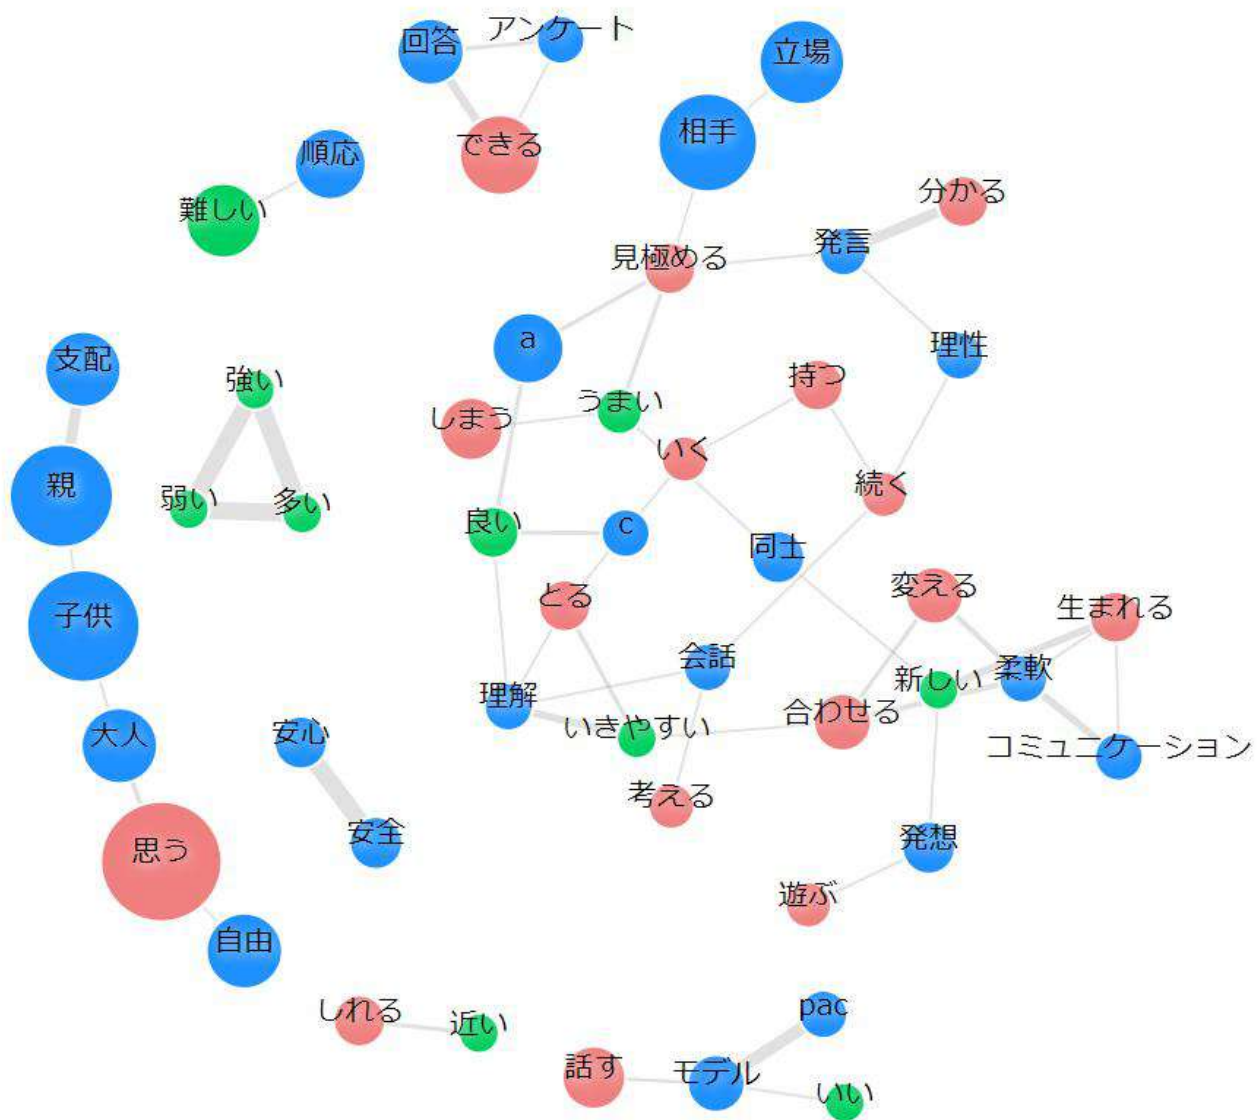 アンケート
回答
立場
相手
できる
順応
難しい
分かる
発言
見極める
a
理性
支配
強い
持つ
うまい
しまう
いく
親
弱い
多い
続く
良い
c
同士
変える
とる
生まれる
子供
会話
柔軟
新しい
理解
合わせる
いきやすい
大人
安心
コミュニケーション
考える
安全
発想
思う
遊ぶ
自由
しれる
近い
pac
話す
モデル
いい